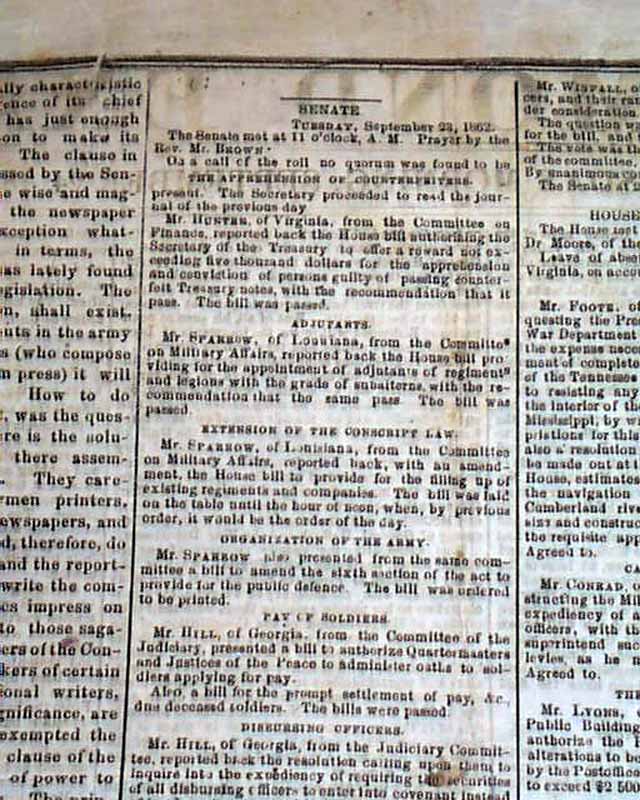 ally characteristic
ence of its chief
has just enough
on to make its
The clause in
ssed by the Sen-
e wise and mag-
the newspaper
xception what-
in terms, the
as lately found
egislation. The
n, shall exist.
nts in the army
s (who compose
m press) it will
How to do
, was the ques-
re is the solu-
there assem-
They care-
rmen printers,
ewspapers, and
d, therefore, do
and the report-
write the com-
cs impress on
to those saga-
ers of the Con-
kers of certain
ional writers,
gnificance, are
exempted the
clause of the
of power to
SENATE
TUESDAY, September 23, 1862.
The Senate met at 11 o'clock, A. M. Prayer by the
Rev. Mr. BROWN.
On a call of the roll no quorum was found to be
THE APPREHENSION OF COUNTERFEITERS.
present. The Secretary proceeded to read the jour-
nal of the previous day
Mr. HUNTER, of Virginia, from the Committee on
Finance, reported back the House bill authorizing the
Secretary of the Treasury to offer a reward not ex-
ceeding five thousand dollars for the apprehension
and conviction of persons guilty of passing counter-
feit Treasury notes, with the recommendation that it
pass. The bill was passed.
ADJUTANTS.
Mr. SPARROW, of Louisiana, from the Committee
on Military Affairs, reported back the House bill pro-
viding for the appointment of adjutants of regiments
and legions with the grade of subalterns, with the re-
commendation that the same pass. The bill was
passed.
EXTENSION OF THE CONSCRIPT LAW.
Mr. SPARROW, of Louisiana, from the Committee
on Military Affairs, reported back, with an amend-
ment, the House bill to provide for the filling up of
existing regiments and companies. The bill was laid
on the table until the hour of noon, when, by previous
order, it would be the order of the day.
ORGANIZATION OF THE ARMY.
Mr. SPARROW also presented from the same com-
mittee a bill to amend the sixth section of the act to
provide for the public defence. The bill was ordered
to be printed.
PAY OF SOLDIERS.
Mr. HILL, of Georgia, from the Committee of the
Judiciary, presented a bill to authorize Quartermasters
and Justices of the Peace to administer oaths to sol-
diers applying for pay.
Also, a bill for the prompt settlement of pay, &c.,
due deceased soldiers. The bills were passed.
DISBURSING OFFICERS.
Mr. HILL, of Georgia, from the Judiciary Commit-
tee, reported back the resolution calling upon them to
inquire into the expediency of requiring the securities
of all disbursing officers to enter into covenant instead
Mr. WIGFALL, o
cers, and their ra
der consideration
The question w
for the bill, and
The vote was th
of the committee.
By unanimous con
The Senate at
HOUS
The House met
Dr Moore, of the
Leave of abse
Virginia, on acco
Mr. FOOTE, of
questing the Pre
War Department
the expense neces
ment of complete
of the Tennessee
to resisting any
the interior of the
Mississippi, by w
priations for this
also a resolution
be made out at t
House, estimates
the navigation
Cumberland river
sizs and construc
the requisite app
Agreed to.
CA
Mr. CONRAD, o
structing the Mil
expediency of a
officers, with th
superintend suc
levies, as he m
Agreed to.
TH
Mr. LYONS,
Public Building
authorize the
alterations to be
by the Postoffic
to exceed $2 500